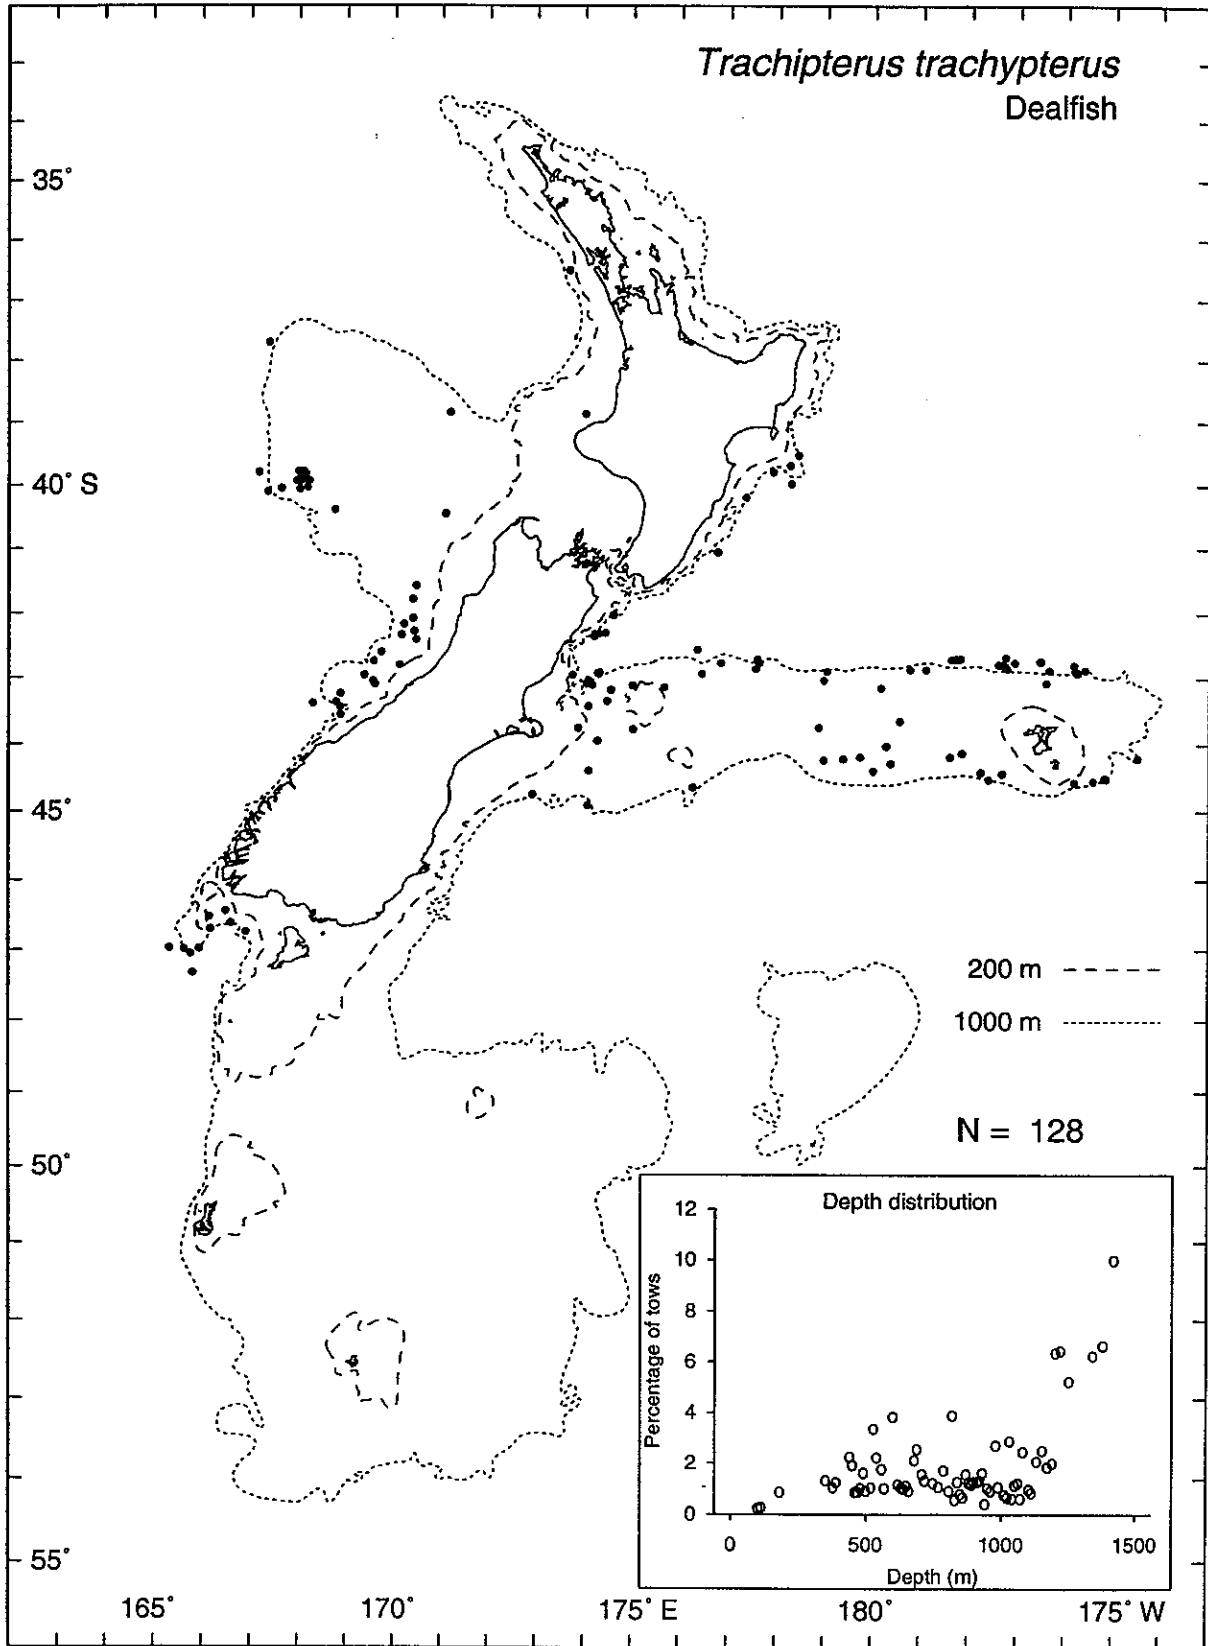 Trachipterus trachypterus
Dealfish
35°
40° S
45°
200 m
1000 m
N = 128
50°
Depth distribution
12
10
8
6
4
2
0
Percentage of tows
0 500 1000 1500
Depth (m)
55°
165° 170° 175° E 180° 175° W